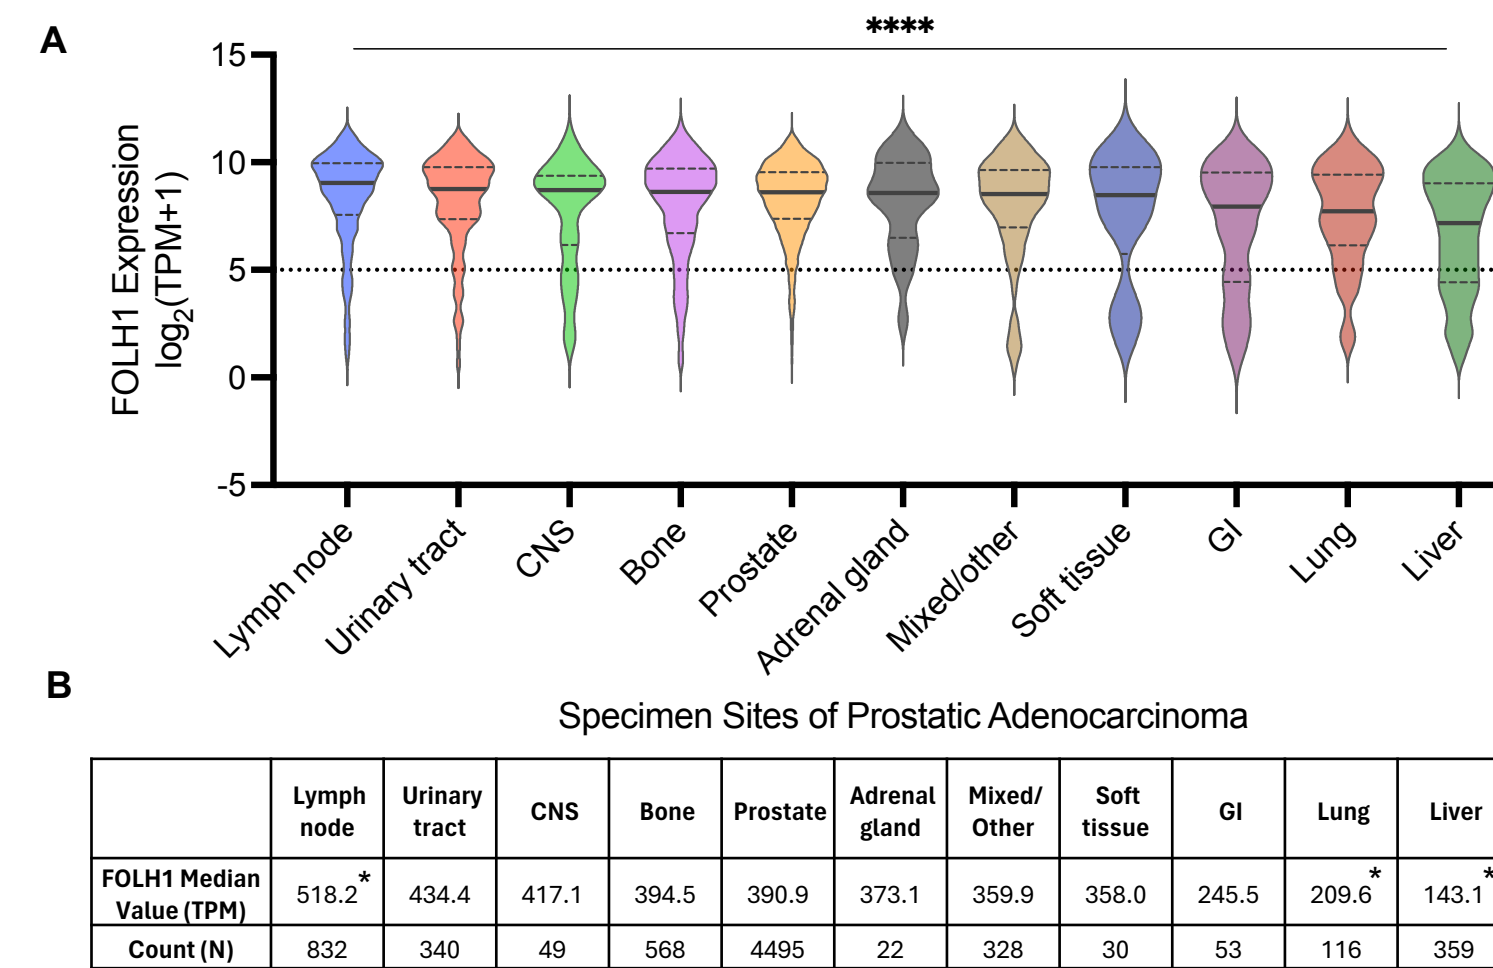 A
****
15
10
5
0
-5
FOLH1 Expression
log2(TPM+1)
Lymph node
Urinary tract
CNS
Bone
Prostate
Adrenal gland
Mixed/other
Soft tissue
GI
Lung
Liver
B
Specimen Sites of Prostatic Adenocarcinoma
Lymph node Urinary tract CNS Bone Prostate Adrenal gland Mixed/ Other Soft tissue GI Lung Liver
FOLH1 Median Value (TPM) 518.2* 434.4 417.1 394.5 390.9 373.1 359.9 358.0 245.5 209.6* 143.1*
Count (N) 832 340 49 568 4495 22 328 30 53 116 359